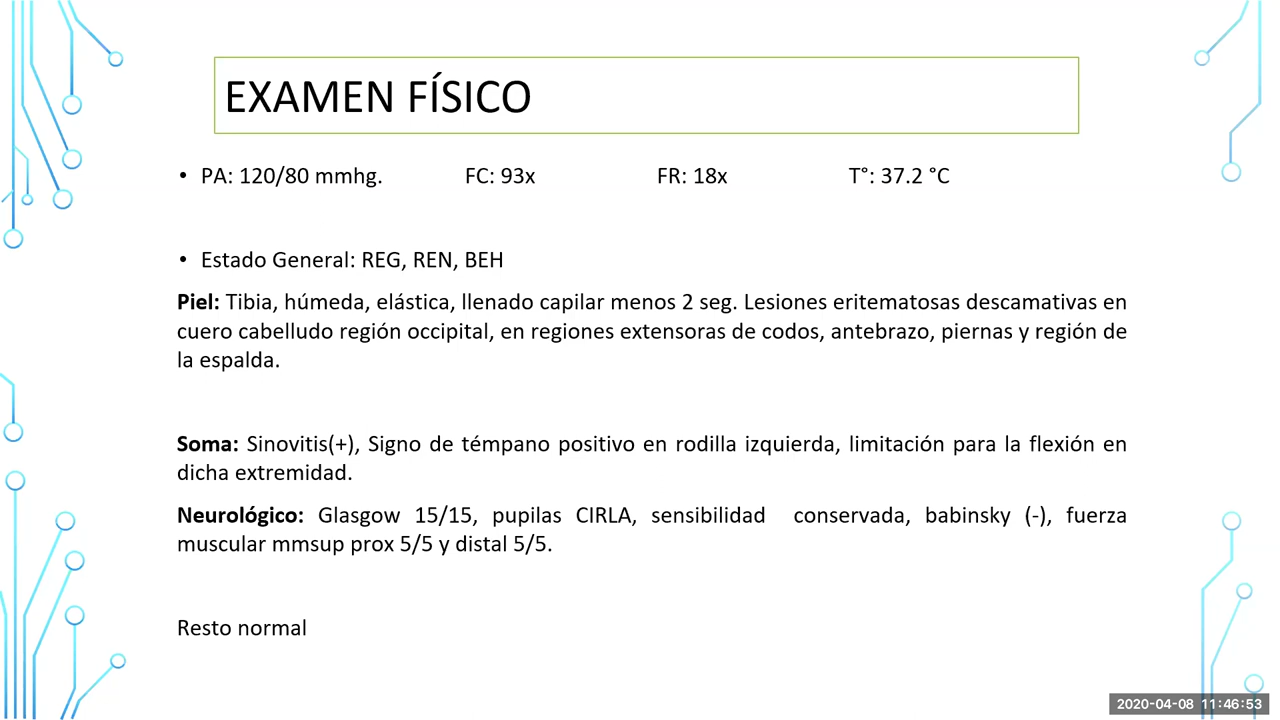 EXAMEN FÍSICO
• PA: 120/80 mmhg. FC: 93x FR: 18x T°: 37.2 °C
• Estado General: REG, REN, BEH
Piel: Tibia, húmeda, elástica, llenado capilar menos 2 seg. Lesiones eritematosas descamativas en
cuero cabelludo región occipital, en regiones extensoras de codos, antebrazo, piernas y región de
la espalda.
Soma: Sinovitis(+), Signo de témpano positivo en rodilla izquierda, limitación para la flexión en
dicha extremidad.
Neurológico: Glasgow 15/15, pupilas CIRLA, sensibilidad conservada, babinsky (-), fuerza
muscular mmsup prox 5/5 y distal 5/5.
Resto normal
2020-04-08 11:46:53